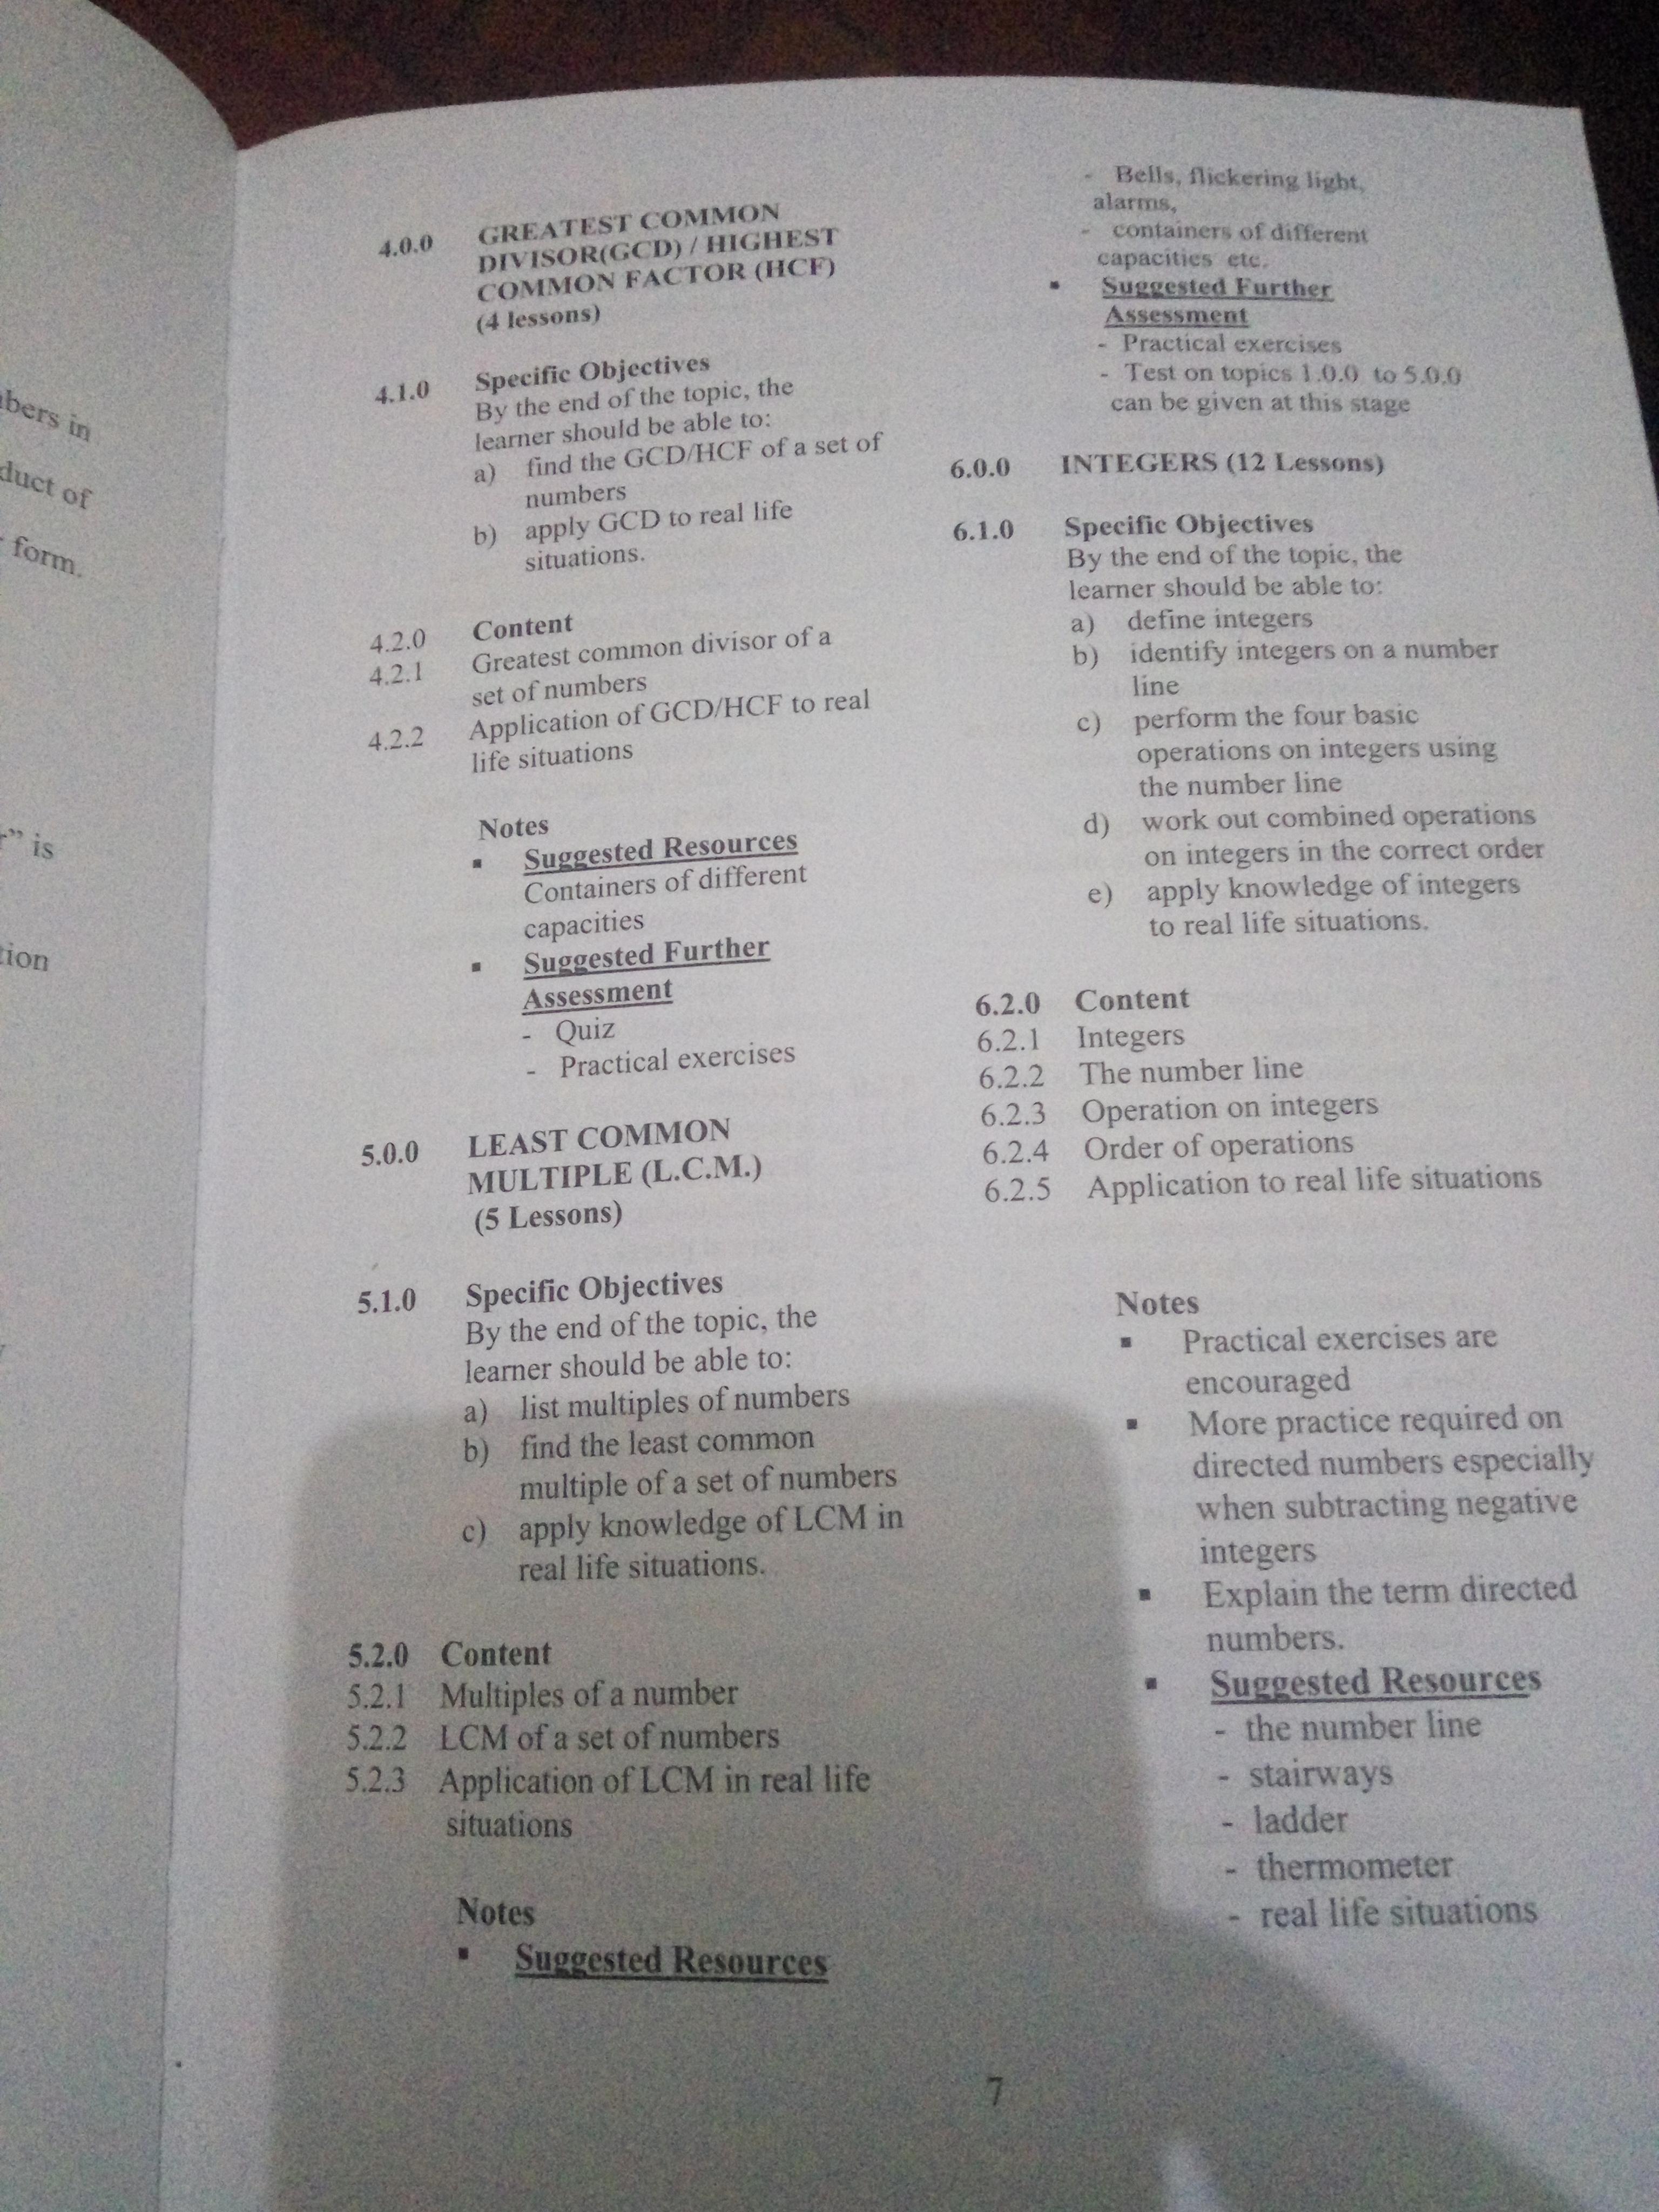 bers in
duct of
form.
is
4.0.0 GREATEST COMMON
DIVISOR(GCD) / HIGHEST
COMMON FACTOR (HCF)
(4 lessons)
4.1.0 Specific Objectives
By the end of the topic, the
learner should be able to:
a) find the GCD/HCF of a set of
numbers
b) apply GCD to real life
situations.
4.2.0 Content
4.2.1 Greatest common divisor of a
set of numbers
4.2.2 Application of GCD/HCF to real
life situations
Notes
▪ Suggested Resources
Containers of different
capacities
▪ Suggested Further
Assessment
- Quiz
- Practical exercises
5.0.0 LEAST COMMON
MULTIPLE (L.C.M.)
(5 Lessons)
5.1.0 Specific Objectives
By the end of the topic, the
learner should be able to:
a) list multiples of numbers
b) find the least common
multiple of a set of numbers
c) apply knowledge of LCM in
real life situations.
5.2.0 Content
5.2.1 Multiples of a number
5.2.2 LCM of a set of numbers
5.2.3 Application of LCM in real life
situations
Notes
▪ Suggested Resources
- Bells, flickering light,
alarms,
- containers of different
capacities etc.
▪ Suggested Further
Assessment
- Practical exercises
- Test on topics 1.0.0 to 5.0.0
can be given at this stage
6.0.0 INTEGERS (12 Lessons)
6.1.0 Specific Objectives
By the end of the topic, the
learner should be able to:
a) define integers
b) identify integers on a number
line
c) perform the four basic
operations on integers using
the number line
d) work out combined operations
on integers in the correct order
e) apply knowledge of integers
to real life situations.
6.2.0 Content
6.2.1 Integers
6.2.2 The number line
6.2.3 Operation on integers
6.2.4 Order of operations
6.2.5 Application to real life situations
Notes
▪ Practical exercises are
encouraged
▪ More practice required on
directed numbers especially
when subtracting negative
integers
▪ Explain the term directed
numbers.
▪ Suggested Resources
- the number line
- stairways
- ladder
- thermometer
- real life situations
7